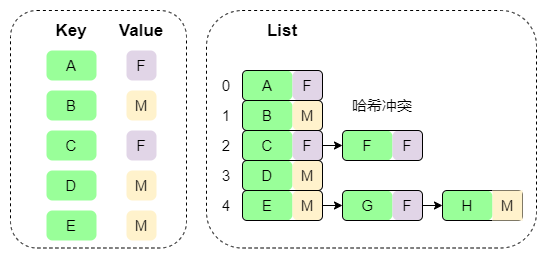 Key Value
A F
B M
C F
D M
E M
List
0 A F
1 B M
哈希冲突
2 C F F F
3 D M
4 E M G F H M